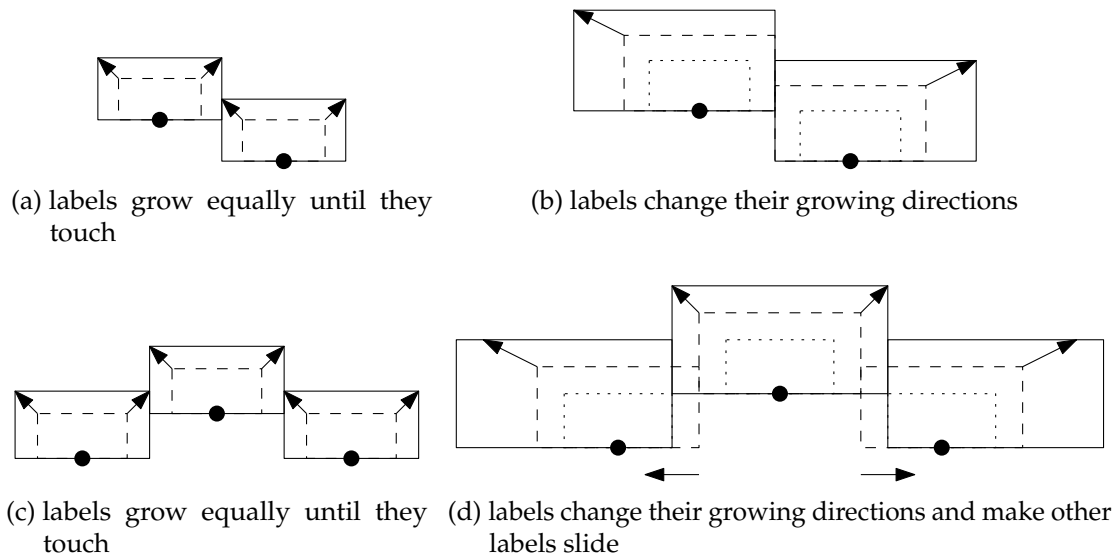 (a) labels grow equally until they
touch
(b) labels change their growing directions
(c) labels grow equally until they
touch
(d) labels change their growing directions and make other
labels slide